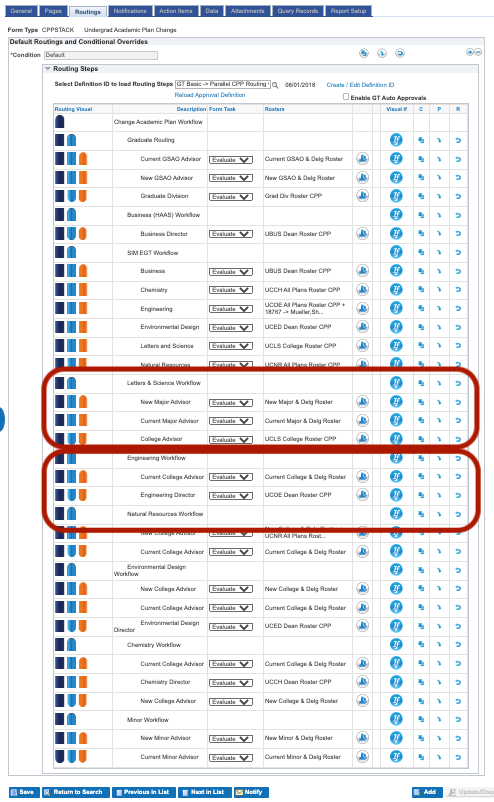 General Pages Routings Notifications Action Items Data Attachments Query Records Report Setup
Form Type CPPSTACK Undergrad Academic Plan Change
Default Routings and Conditional Overrides
*Condition Default
Routing Steps
Select Definition ID to load Routing Steps GT Basic -> Parallel CPP Routing 08/01/2018 Create / Edit Definition ID
Reload Approval Definition
Enable GT Auto Approvals
Routing Visual Description Form Task Rosters Visual If C P R
Change Academic Plan Workflow
Graduate Routing
Current GSAO Advisor Evaluate Current GSAO & Delg Roster
New GSAO Advisor Evaluate New GSAO & Delg Roster
Graduate Division Evaluate Grad Div Roster CPP
Business (HAAS) Workflow
Business Director Evaluate UBUS Dean Roster CPP
SIM EGT Workflow
Business Evaluate UBUS Dean Roster CPP
Chemistry Evaluate UCCH All Plans Roster CPP
Engineering Evaluate UCOE All Plans Roster CPP +
18767 -> Mueller,Sh...
Environmental Design Evaluate UCED Dean Roster CPP
Letters and Science Evaluate UCLS College Roster CPP
Natural Resources Evaluate UCNR All Plans Roster CPP
Letters & Science Workflow
New Major Advisor Evaluate New Major & Delg Roster
Current Major Advisor Evaluate Current Major & Delg Roster
College Advisor Evaluate UCLS College Roster CPP
Engineering Workflow
Current College Advisor Evaluate Current College & Delg Roster
Engineering Director Evaluate UCOE Dean Roster CPP
Natural Resources Workflow
New College Advisor Evaluate
UCNR All Plans Rost...
Current College Advisor Evaluate Current College & Delg Roster
Environmental Design
Workflow
New College Advisor Evaluate New College & Delg Roster
Current College Advisor Evaluate Current College & Delg Roster
Environmental Design
Director Evaluate UCED Dean Roster CPP
Chemistry Workflow
Current College Advisor Evaluate Current College & Delg Roster
Chemistry Director Evaluate UCCH Dean Roster CPP
New College Advisor Evaluate New College & Delg Roster
Minor Workflow
New Minor Advisor Evaluate New Minor & Delg Roster
Current Minor Advisor Evaluate Current Minor & Delg Roster
Save Return to Search Previous in List Next in List Notify Add